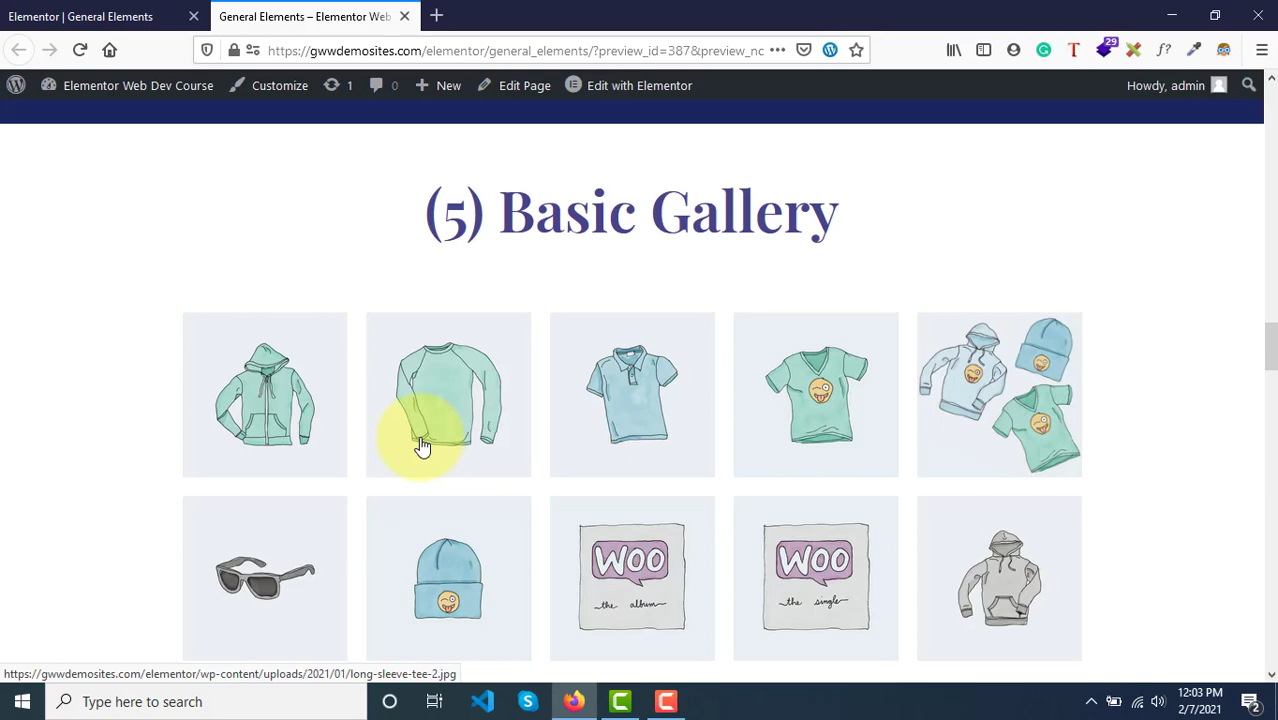 Elementor | General Elements
General Elements – Elementor Web
https://gwwdemosites.com/elementor/general_elements/?preview_id=387&preview_nc
29
Elementor Web Dev Course
Customize
1
0
New
Edit Page
Edit with Elementor
Howdy, admin
(5) Basic Gallery
WOO
the album
WOO
the single
https://gwwdemosites.com/elementor/wp-content/uploads/2021/01/long-sleeve-tee-2.jpg
Type here to search
12:03 PM
2/7/2021
2